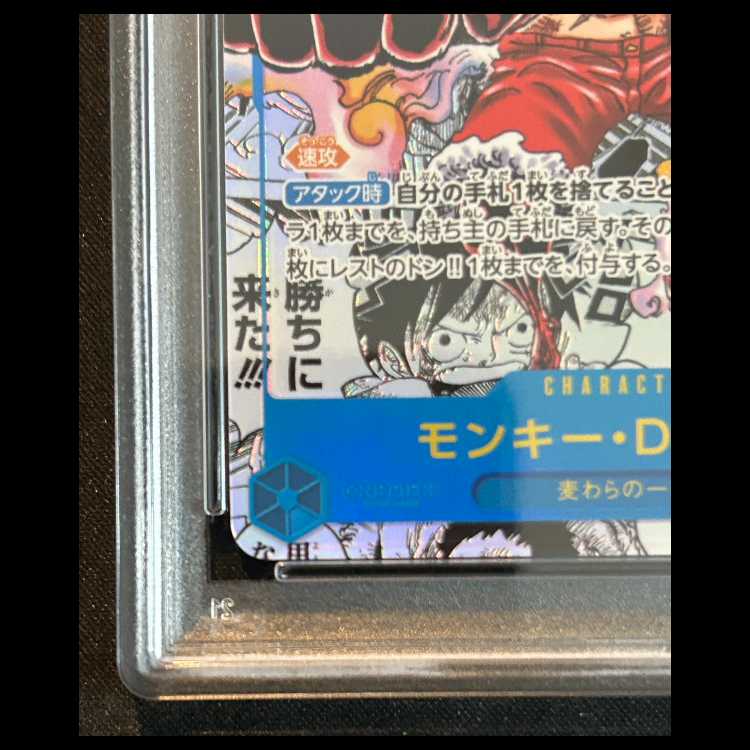 速攻
アタック時 自分の手札1枚を捨てること
ラ1枚までを、持ち主の手札に戻す。その
枚にレストのドン!!1枚までを、付与する。
勝ちに
来た!!!
CHARACT
モンキー・D
麦わらの一
21